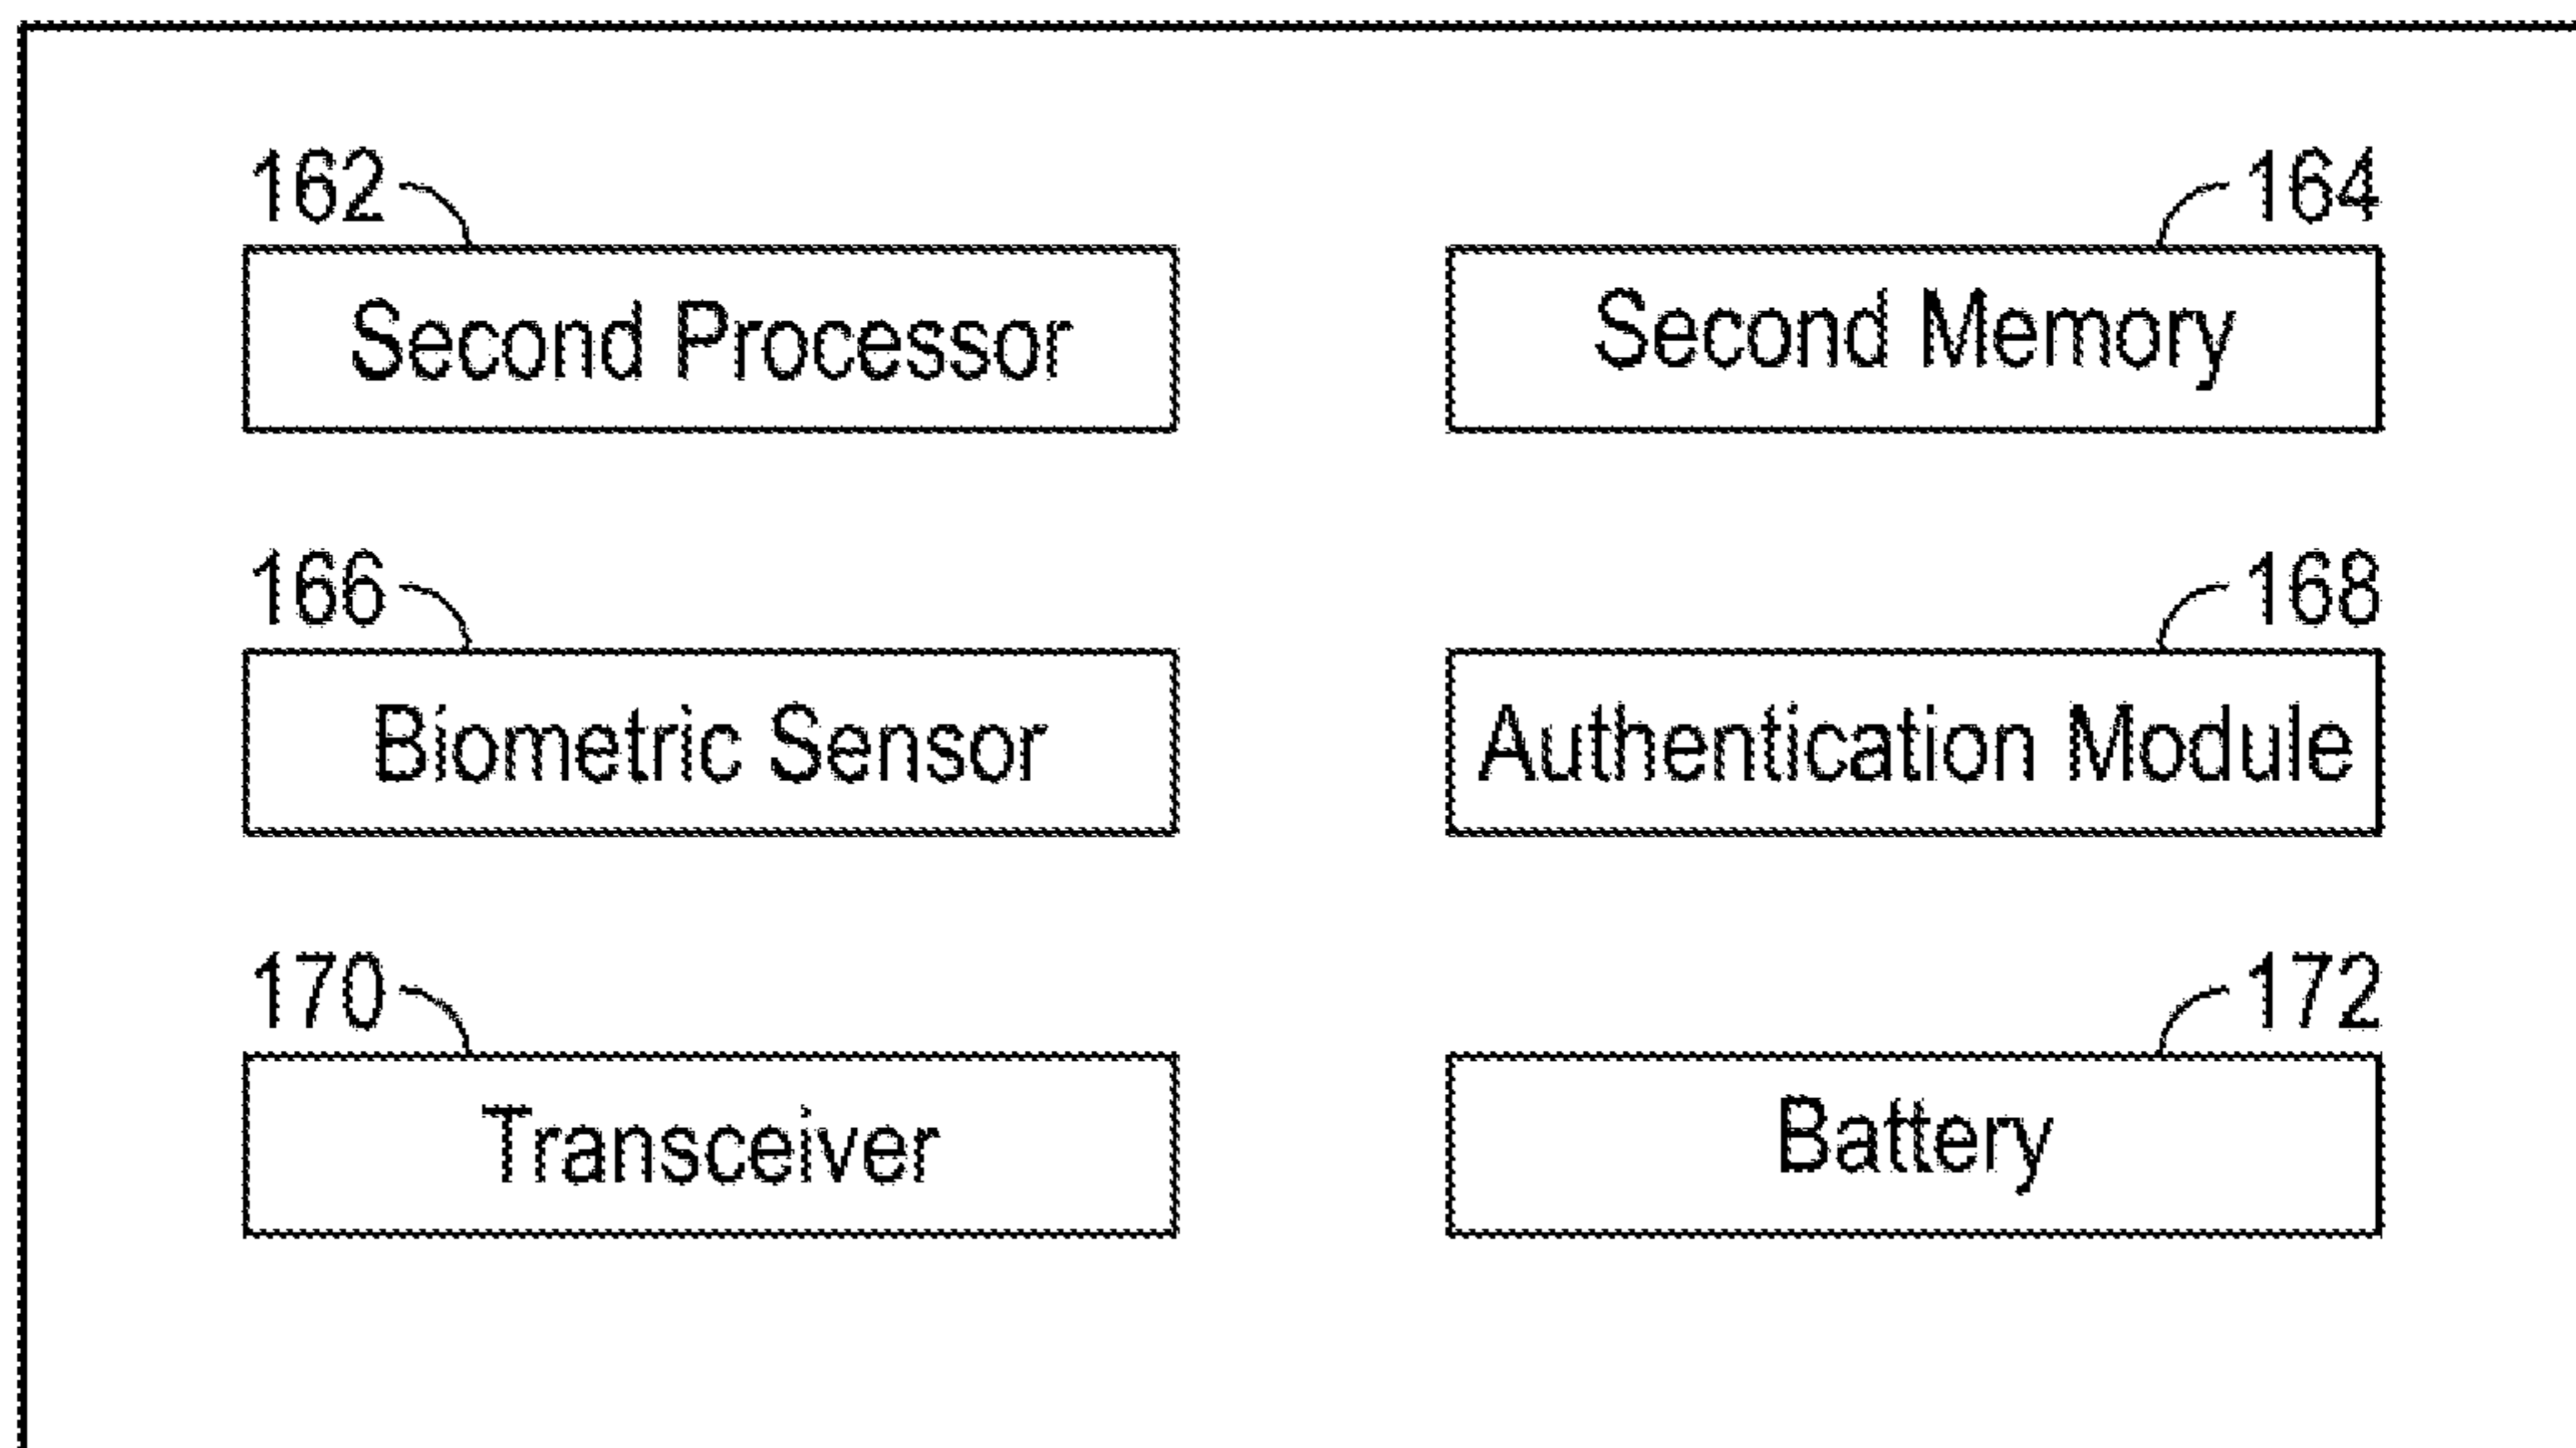 162
164
Second Processor
Second Memory
166
168
Biometric Sensor
Authentication Module
170
172
Transceiver
Battery